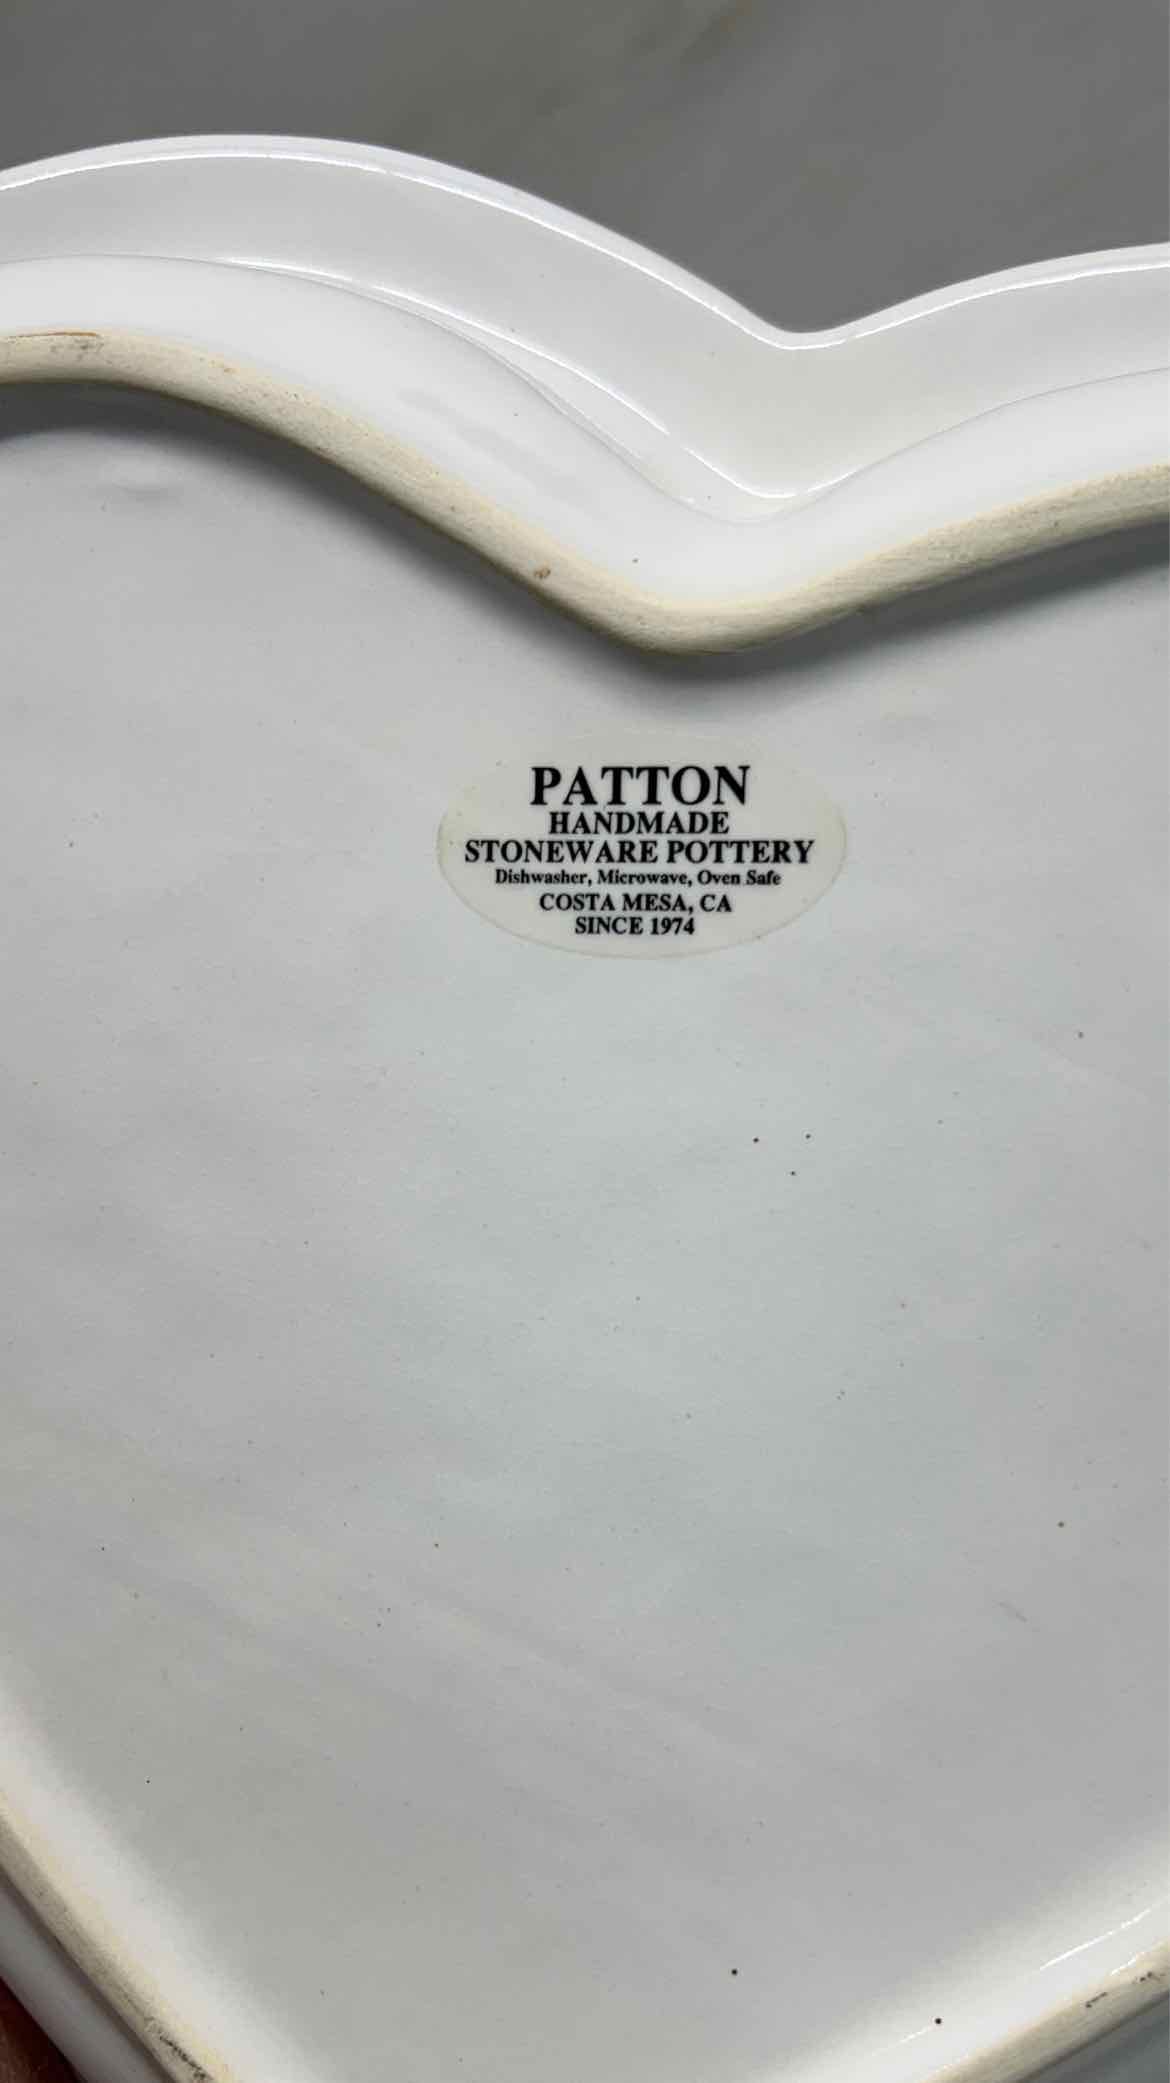 PATTON
HANDMADE
STONEWARE POTTERY
Dishwasher, Microwave, Oven Safe
COSTA MESA, CA
SINCE 1974